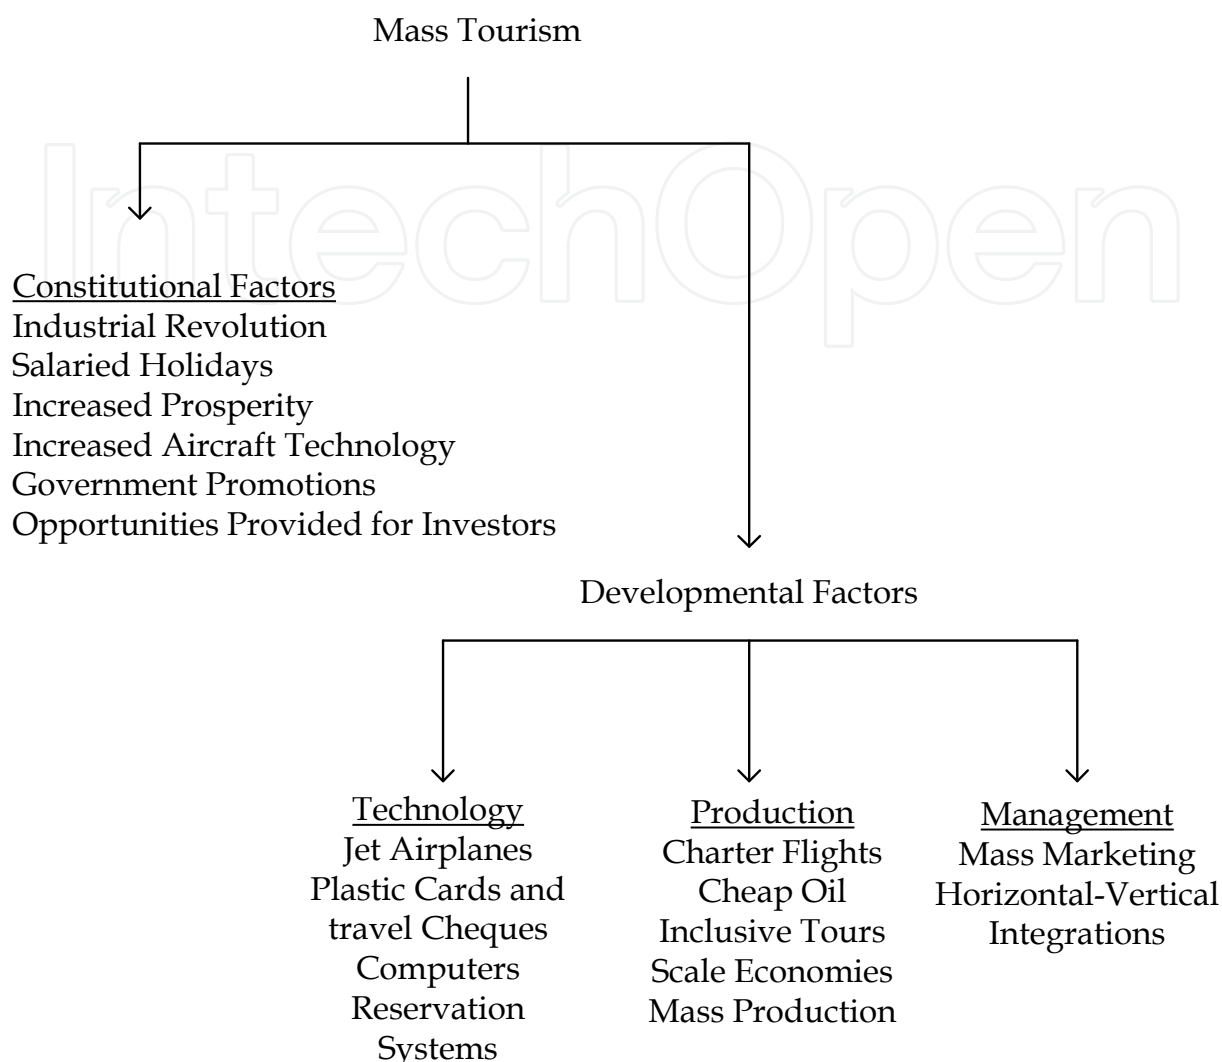 Mass Tourism
IntechOpen
Constitutional Factors
Industrial Revolution
Salaried Holidays
Increased Prosperity
Increased Aircraft Technology
Government Promotions
Opportunities Provided for Investors
Developmental Factors
Technology
Jet Airplanes
Plastic Cards and
travel Cheques
Computers
Reservation
Systems
Production
Charter Flights
Cheap Oil
Inclusive Tours
Scale Economies
Mass Production
Management
Mass Marketing
Horizontal-Vertical
Integrations